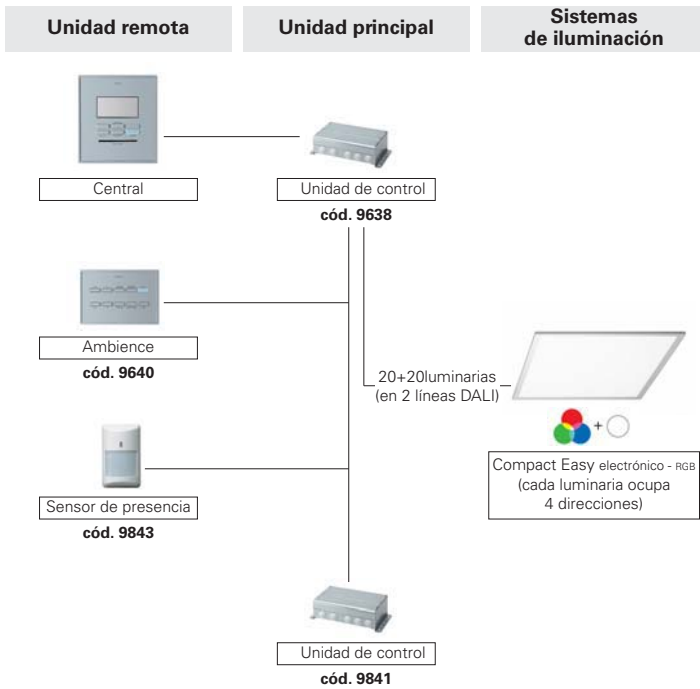 Unidad remota
Unidad principal
Sistemas
de iluminación
Central
Unidad de control
cód. 9638
Ambience
cód. 9640
20+20luminarias
(en 2 líneas DALI)
+
Compact Easy electrónico - RGB
(cada luminaria ocupa
4 direcciones)
Sensor de presencia
cód. 9843
Unidad de control
cód. 9841